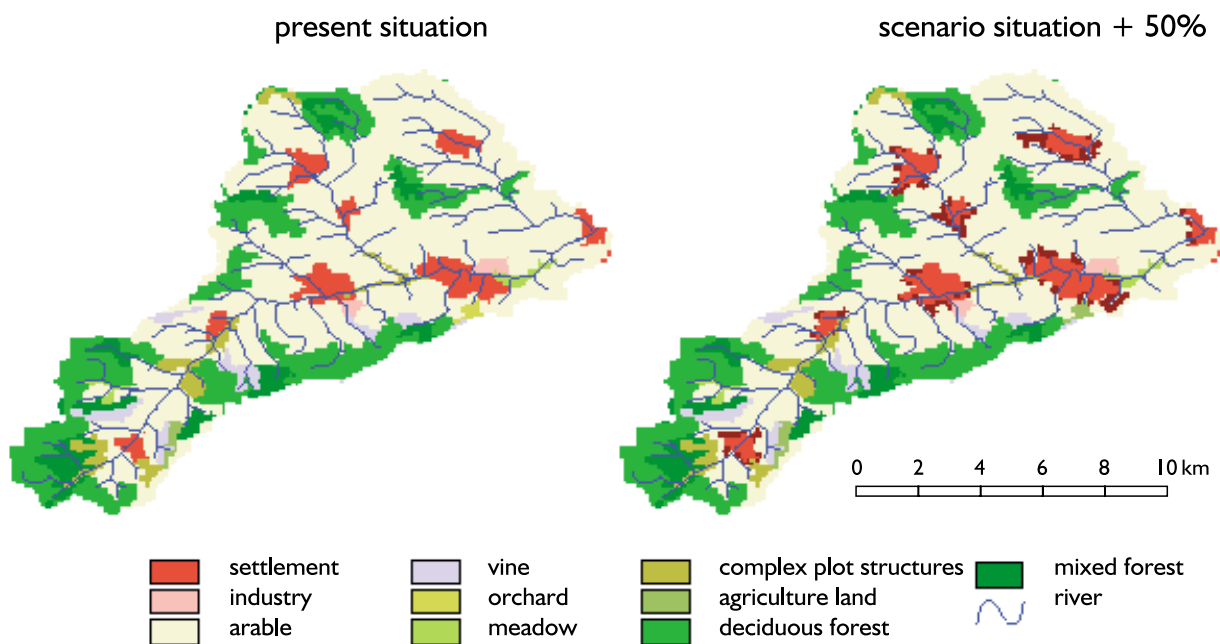 present situation
scenario situation + 50%
0 2 4 6 8 10 km
settlement
industry
arable
vine
orchard
meadow
complex plot structures
agriculture land
deciduous forest
mixed forest
river